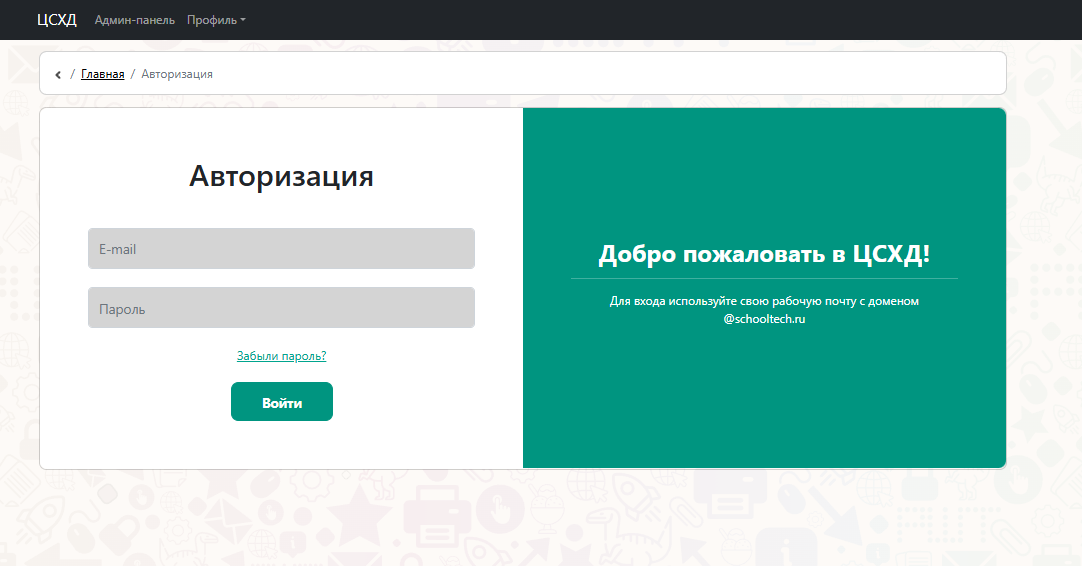 ЦСХД Админ-панель Профиль
/ Главная / Авторизация
Авторизация
E-mail
Пароль
Забыли пароль?
Войти
Добро пожаловать в ЦСХД!
Для входа используйте свою рабочую почту с доменом
@schooltech.ru